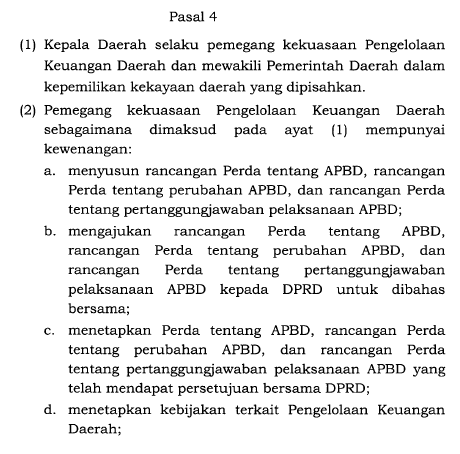 Pasal 4
(1) Kepala Daerah selaku pemegang kekuasaan Pengelolaan
Keuangan Daerah dan mewakili Pemerintah Daerah dalam
kepemilikan kekayaan daerah yang dipisahkan.
(2) Pemegang kekuasaan Pengelolaan Keuangan Daerah
sebagaimana dimaksud pada ayat (1) mempunyai
kewenangan:
a. menyusun rancangan Perda tentang APBD, rancangan
Perda tentang perubahan APBD, dan rancangan Perda
tentang pertanggungjawaban pelaksanaan APBD;
b. mengajukan rancangan Perda tentang APBD,
rancangan Perda tentang perubahan APBD, dan
rancangan Perda tentang pertanggungjawaban
pelaksanaan APBD kepada DPRD untuk dibahas
bersama;
c. menetapkan Perda tentang APBD, rancangan Perda
tentang perubahan APBD, dan rancangan Perda
tentang pertanggungjawaban pelaksanaan APBD yang
telah mendapat persetujuan bersama DPRD;
d. menetapkan kebijakan terkait Pengelolaan Keuangan
Daerah;